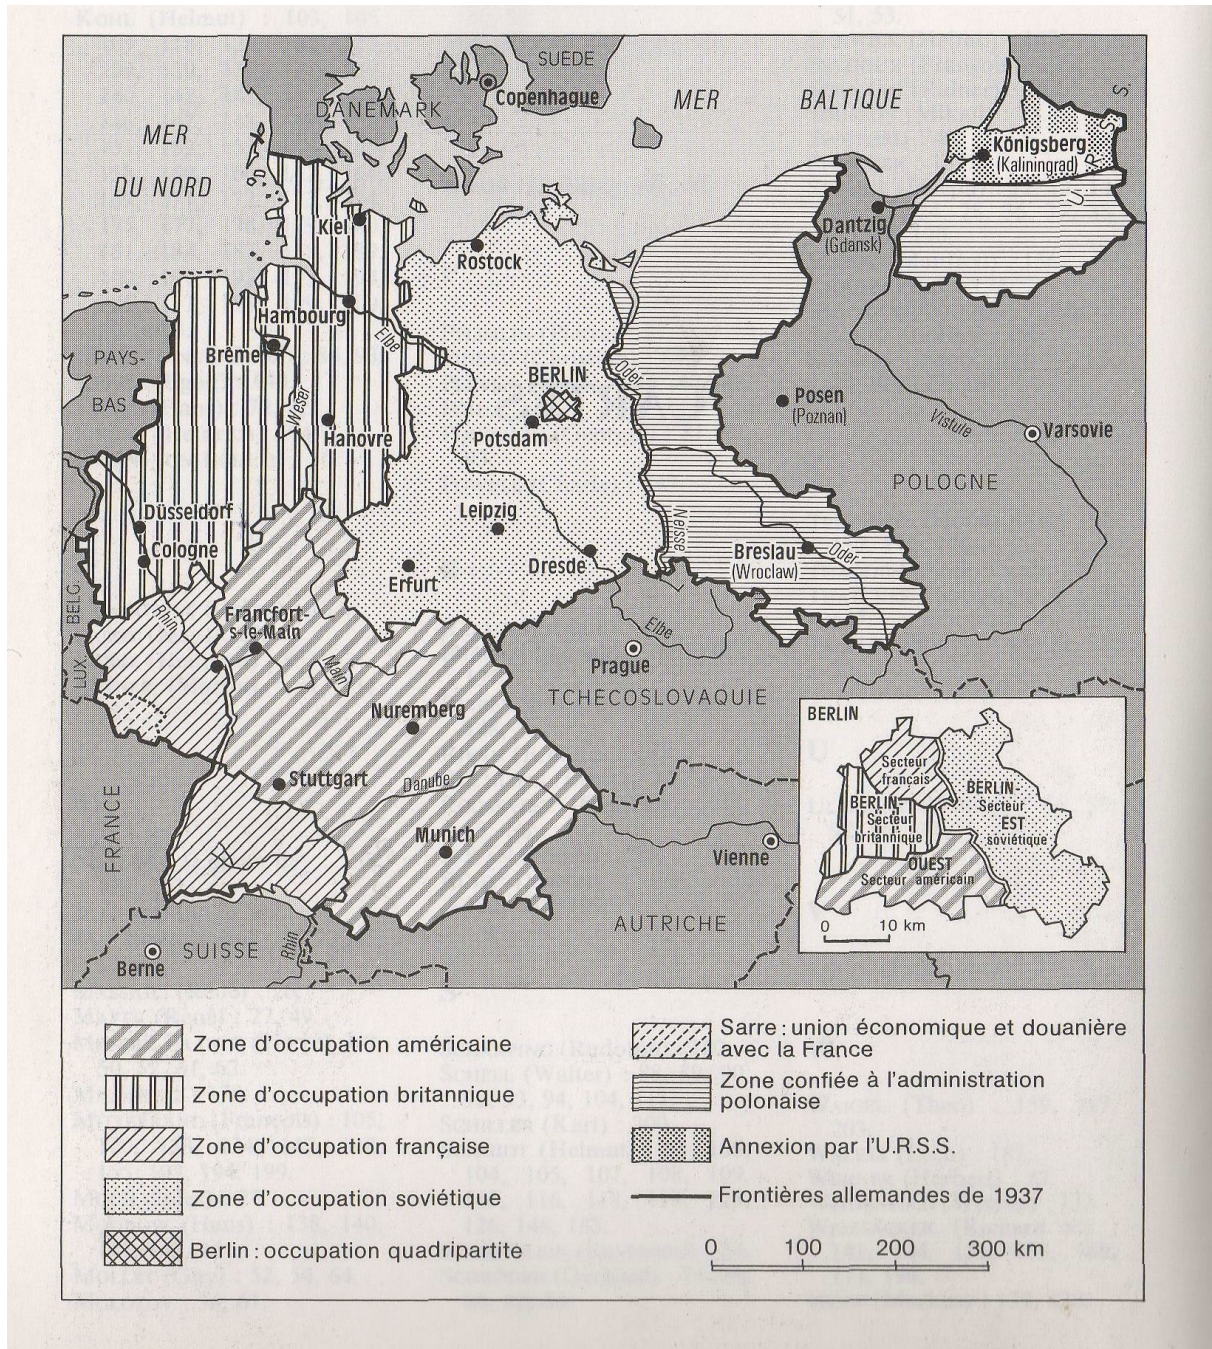 SUEDE
DANEMARK
Copenhague
MER
BALTIQUE
MER
DU NORD
Königsberg
(Kaliningrad)
U. R. S. S.
Kiel
Dantzig
(Gdansk)
Rostock
Hambourg
Elbe
Brême
PAYS-
BAS
Weser
Hanovre
BERLIN
Potsdam
Oder
Posen
(Poznan)
Vistule
Varsovie
POLOGNE
Düsseldorf
Cologne
Leipzig
Neisse
Breslau
(Wroclaw)
Oder
Dresde
Erfurt
BELG.
Rhin
Francfort-
s-le-Main
Main
Elbe
Prague
LUX.
TCHECOSLOVAQUIE
Nuremberg
Stuttgart
Danube
Munich
Vienne
FRANCE
AUTRICHE
SUISSE
Rhin
Berne
BERLIN
Secteur
français
BERLIN-
Secteur
britannique
OUEST
Secteur américain
BERLIN-
Secteur
EST
soviétique
0 10 km
Zone d'occupation américaine
Zone d'occupation britannique
Zone d'occupation française
Zone d'occupation soviétique
Berlin : occupation quadripartite
Sarre : union économique et douanière
avec la France
Zone confiée à l'administration
polonaise
Annexion par l'U.R.S.S.
Frontières allemandes de 1937
0 100 200 300 km